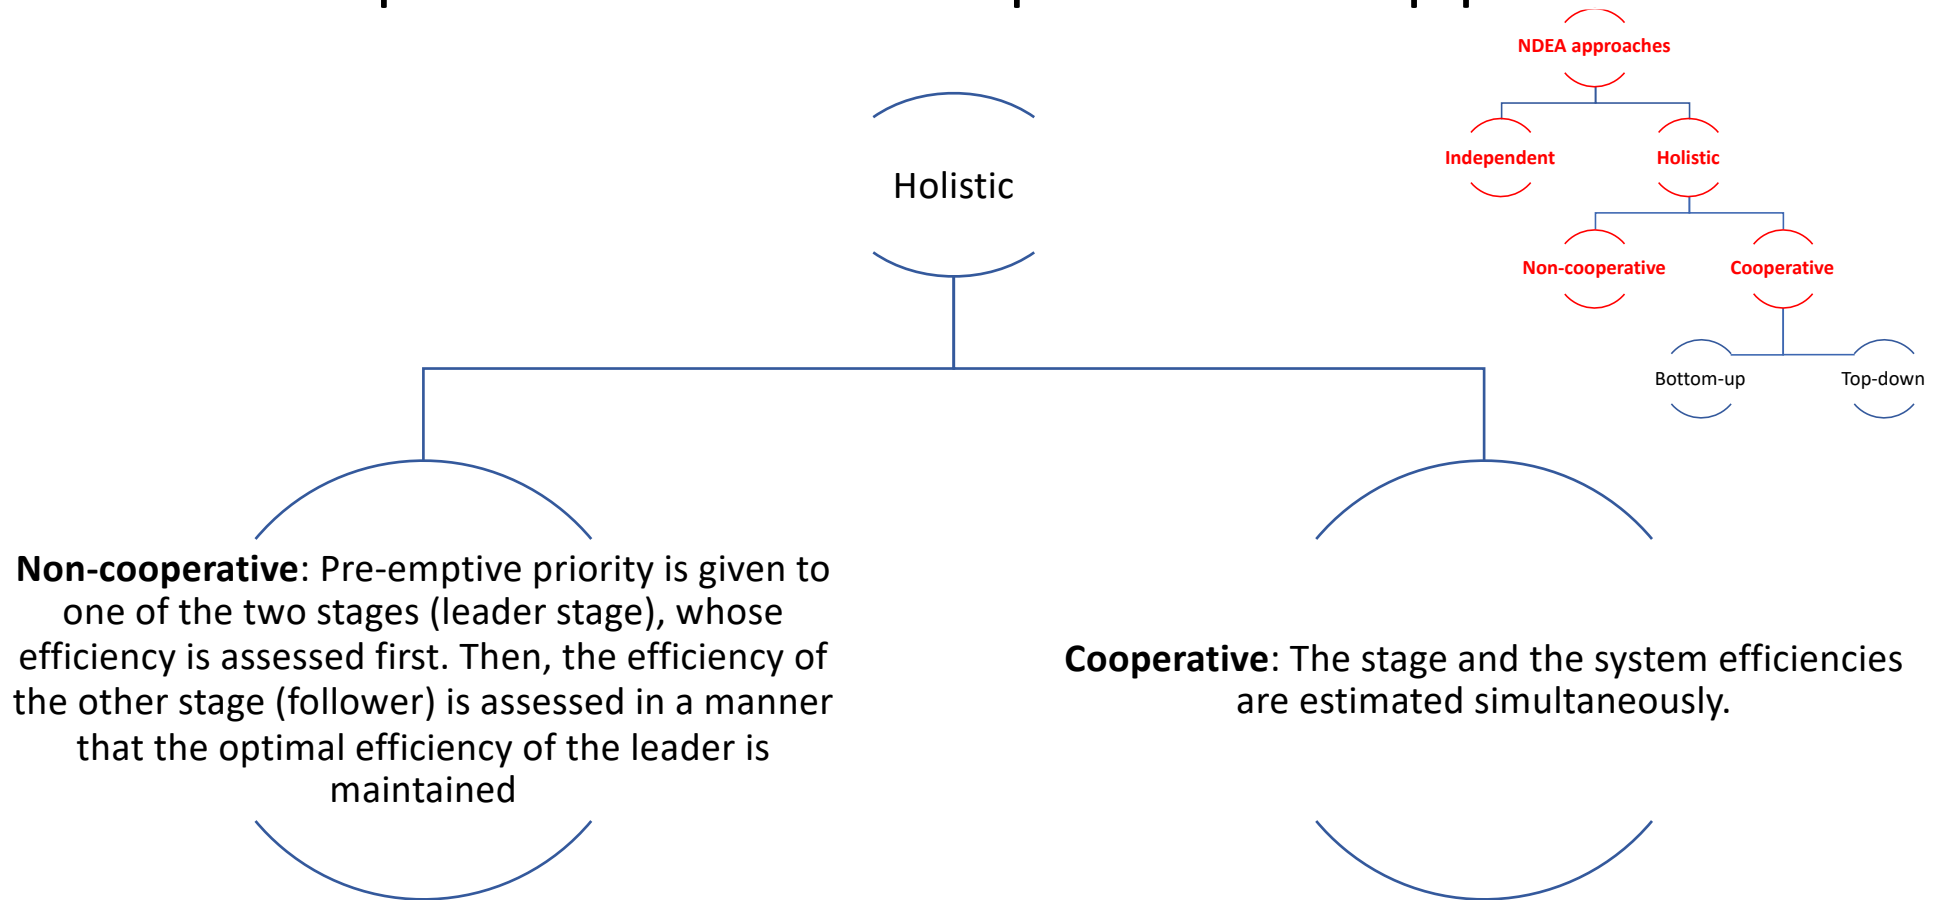 NDEA approaches
Independent
Holistic
Non-cooperative
Cooperative
Bottom-up
Top-down
Holistic
Non-cooperative: Pre-emptive priority is given to
one of the two stages (leader stage), whose
efficiency is assessed first. Then, the efficiency of
the other stage (follower) is assessed in a manner
that the optimal efficiency of the leader is
maintained
Cooperative: The stage and the system efficiencies
are estimated simultaneously.